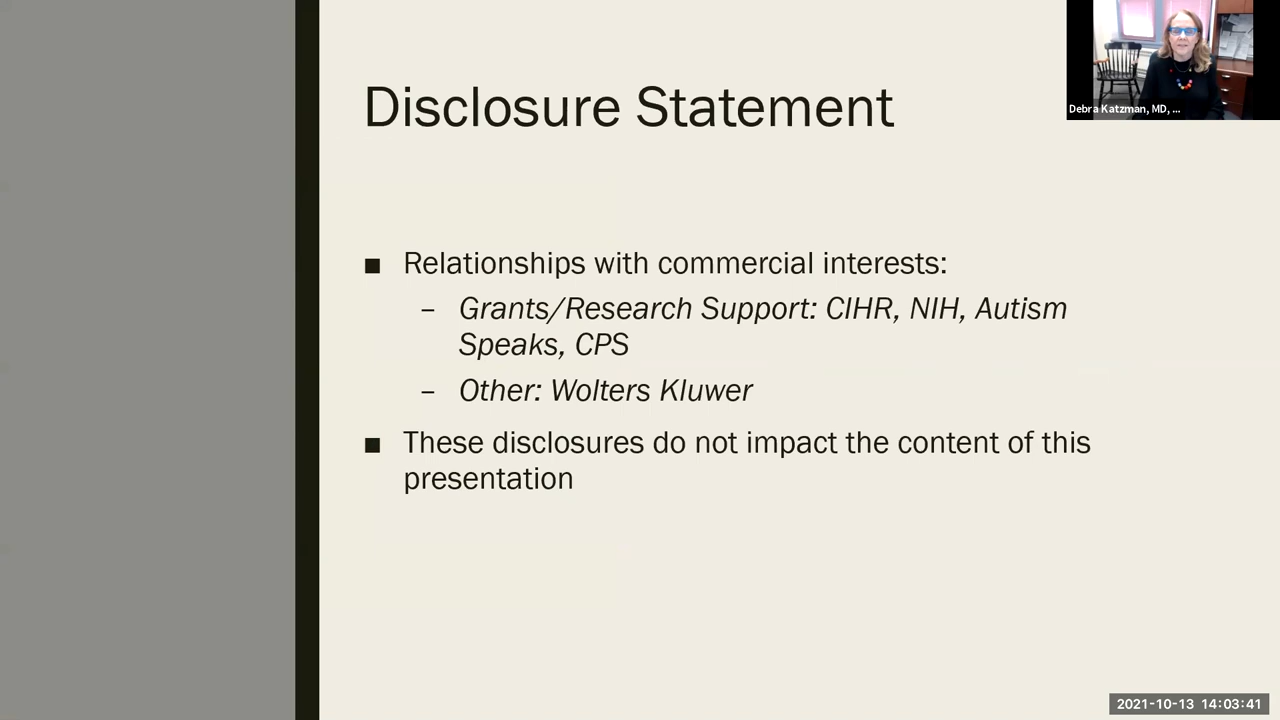 Disclosure Statement
Debra Katzman, MD, ...
■ Relationships with commercial interests:
– Grants/Research Support: CIHR, NIH, Autism
Speaks, CPS
– Other: Wolters Kluwer
■ These disclosures do not impact the content of this
presentation
2021-10-13 14:03:41